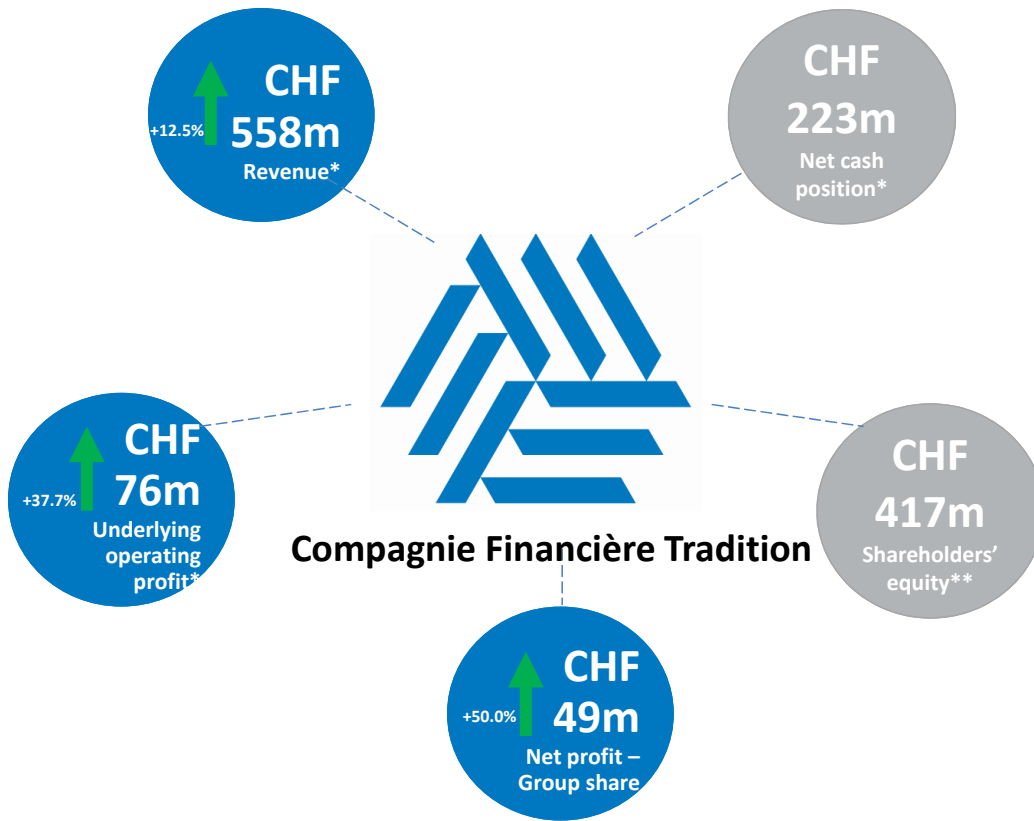 CHF
+12.5%
558m
Revenue*
CHF
223m
Net cash
position*
CHF
+37.7%
76m
Underlying
operating
profit*
Compagnie Financière Tradition
CHF
417m
Shareholders’
equity**
CHF
+50.0%
49m
Net profit –
Group share